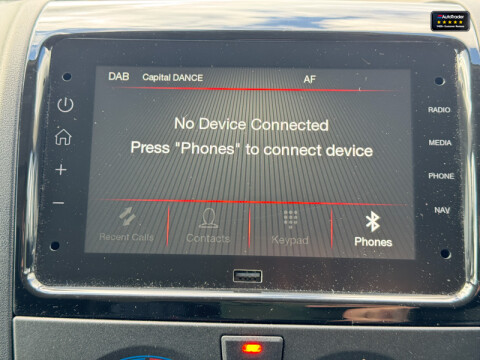 AutoTrader
DAB Capital DANCE AF
No Device Connected
Press "Phones" to connect device
RADIO
MEDIA
PHONE
NAV
Recent Calls Contacts Keypad Phones